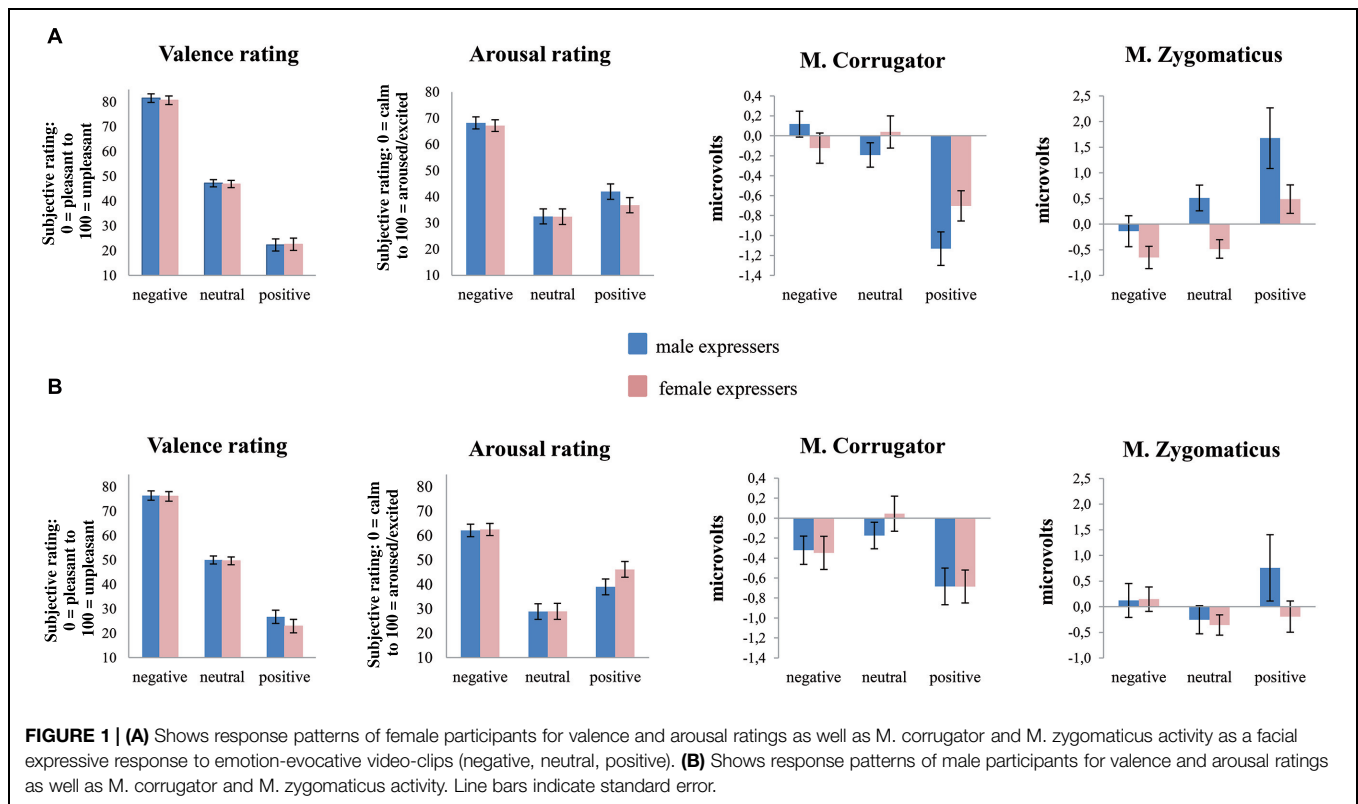 A
Valence rating
Subjective rating:
0 = pleasant to
100 = unpleasant
80
70
60
50
40
30
20
10
negative neutral positive
Arousal rating
Subjective rating: 0 = calm
to 100 = aroused/excited
80
70
60
50
40
30
20
10
negative neutral positive
M. Corrugator
microvolts
0,4
0,2
0,0
-0,2
-0,4
-0,6
-0,8
-1,0
-1,2
-1,4
negative neutral positive
M. Zygomaticus
microvolts
2,5
2,0
1,5
1,0
0,5
0,0
-0,5
-1,0
negative neutral positive
male expressers
female expressers
B
Valence rating
Subjective rating:
0 = pleasant to
100 = unpleasant
80
70
60
50
40
30
20
10
negative neutral positive
Arousal rating
Subjective rating: 0 = calm
to 100 = aroused/excited
80
70
60
50
40
30
20
10
negative neutral positive
M. Corrugator
microvolts
0,4
0,2
0,0
-0,2
-0,4
-0,6
-0,8
-1,0
-1,2
-1,4
negative neutral positive
M. Zygomaticus
microvolts
2,5
2,0
1,5
1,0
0,5
0,0
-0,5
-1,0
negative neutral positive
FIGURE 1 | (A) Shows response patterns of female participants for valence and arousal ratings as well as M. corrugator and M. zygomaticus activity as a facial
expressive response to emotion-evocative video-clips (negative, neutral, positive). (B) Shows response patterns of male participants for valence and arousal ratings
as well as M. corrugator and M. zygomaticus activity. Line bars indicate standard error.